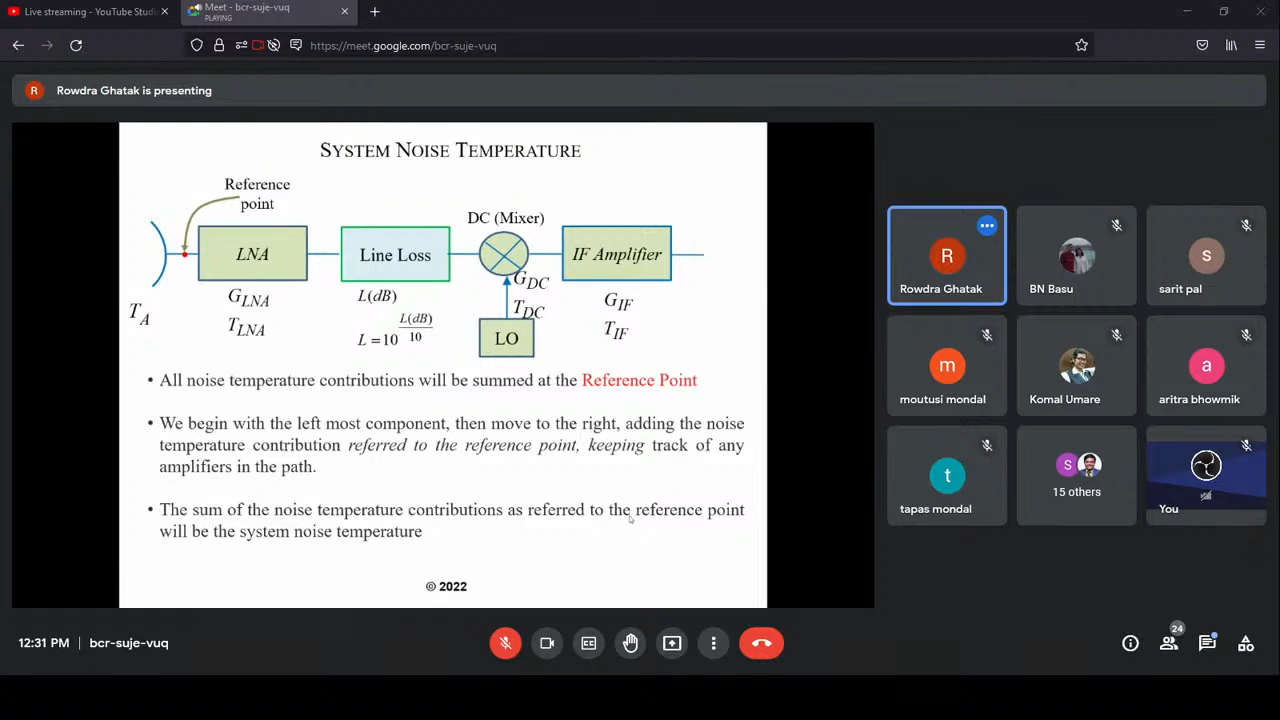 Live streaming - YouTube Studi
Meet - bcr-suje-vuq
PLAYING
https://meet.google.com/bcr-suje-vuq
R
Rowdra Ghatak is presenting
SYSTEM NOISE TEMPERATURE
Reference
point
DC (Mixer)
LNA
Line Loss
IF Amplifier
T_A
G_LNA
T_LNA
L(dB)
L = 10^(L(dB)/10)
G_DC
T_DC
LO
G_IF
T_IF
• All noise temperature contributions will be summed at the Reference Point
• We begin with the left most component, then move to the right, adding the noise
temperature contribution referred to the reference point, keeping track of any
amplifiers in the path.
• The sum of the noise temperature contributions as referred to the reference point
will be the system noise temperature
© 2022
R
Rowdra Ghatak
BN Basu
s
sarit pal
m
moutusi mondal
Komal Umare
a
aritra bhowmik
t
tapas mondal
S
15 others
You
12:31 PM | bcr-suje-vuq
24